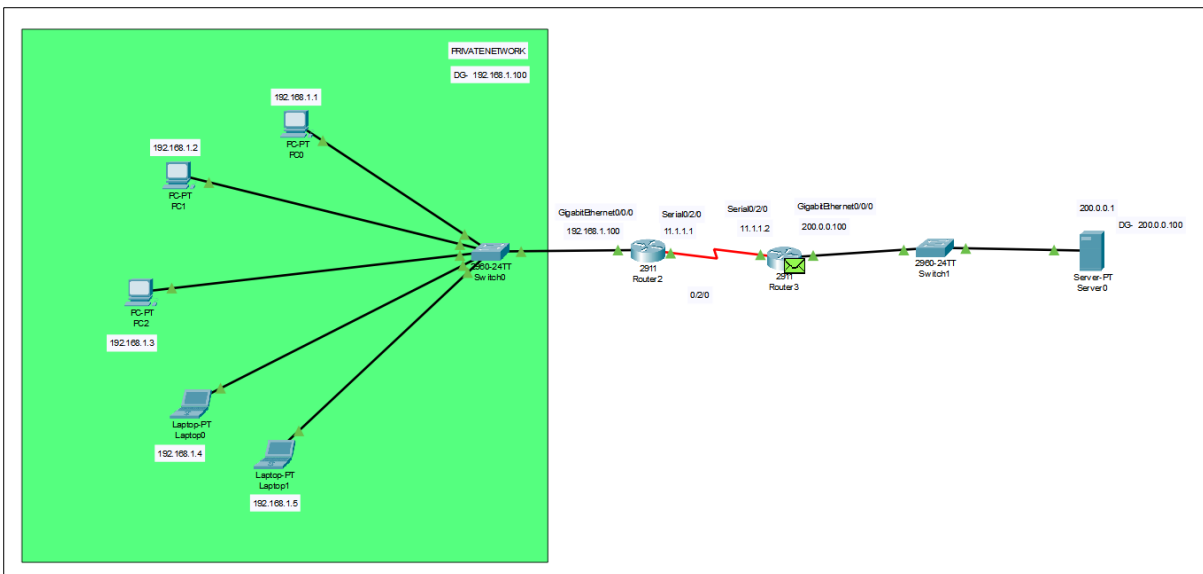 PRIVATENETWORK
DG- 192.168.1.100
192.168.1.1
PC-PT
PC0
192.168.1.2
PC-PT
PC1
PC-PT
PC2
192.168.1.3
Laptop-PT
Laptop0
192.168.1.4
Laptop-PT
Laptop1
192.168.1.5
2960-24TT
Switch0
GigabitEthernet0/0/0
192.168.1.100
2911
Router2
Serial0/2/0
11.1.1.1
0/2/0
Serial0/2/0
11.1.1.2
2911
Router3
GigabitEthernet0/0/0
200.0.0.100
2960-24TT
Switch1
200.0.0.1
DG- 200.0.0.100
Server-PT
Server0